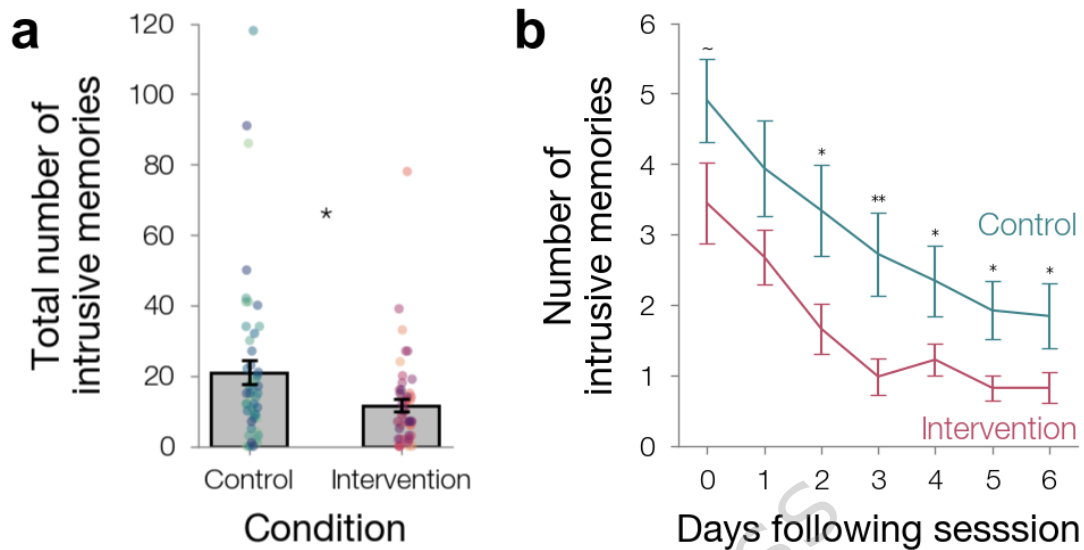 a
120
100
80
60
40
20
0
Total number of
intrusive memories
*
Control
Intervention
Condition
b
6
5
4
3
2
1
0
Number of
intrusive memories
~
*
**
*
*
*
Control
Intervention
0 1 2 3 4 5 6
Days following sesssion